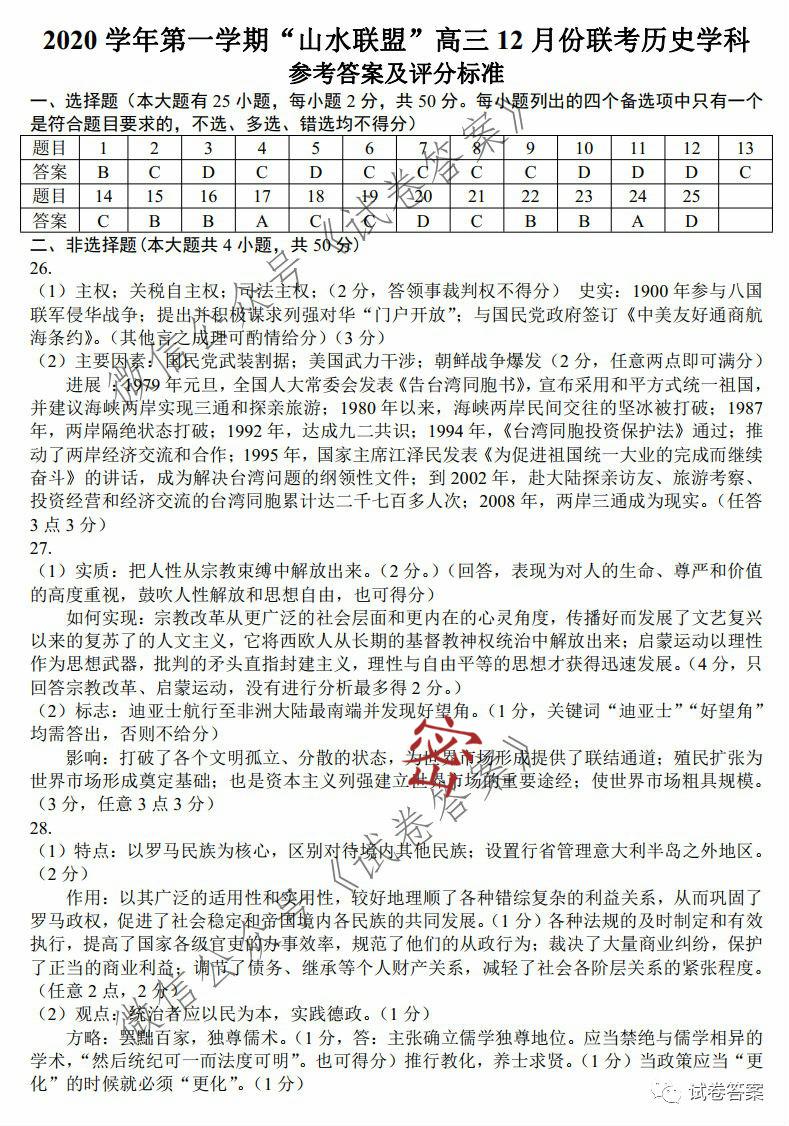 2020 学年第一学期“山水联盟”高三 12 月份联考历史学科
参考答案及评分标准
一、选择题（本大题有 25 小题，每小题 2 分，共 50 分。每小题列出的四个备选项中只有一个
是符合题目要求的，不选、多选、错选均不得分）
题目 1 2 3 4 5 6 7 8 9 10 11 12 13
答案 B C D C D C C C C D D D C
题目 14 15 16 17 18 19 20 21 22 23 24 25
答案 C B B A C C D C B B A D
二、非选择题(本大题共 4 小题，共 50 分)
26.
（1）主权；关税自主权；司法主权；（2 分，答领事裁判权不得分） 史实：1900 年参与八国
联军侵华战争；提出并积极谋求列强对华“门户开放”；与国民党政府签订《中美友好通商航
海条约》。（其他言之成理可酌情给分）（3 分）
（2）主要因素：国民党武装割据；美国武力干涉；朝鲜战争爆发（2 分，任意两点即可满分）
进展：1979 年元旦，全国人大常委会发表《告台湾同胞书》，宣布采用和平方式统一祖国，
并建议海峡两岸实现三通和探亲旅游；1980 年以来，海峡两岸民间交往的坚冰被打破；1987
年，两岸隔绝状态打破；1992 年，达成九二共识；1994 年，《台湾同胞投资保护法》通过；推
动了两岸经济交流和合作；1995 年，国家主席江泽民发表《为促进祖国统一大业的完成而继续
奋斗》的讲话，成为解决台湾问题的纲领性文件；到 2002 年，赴大陆探亲访友、旅游考察、
投资经营和经济交流的台湾同胞累计达二千七百多人次；2008 年，两岸三通成为现实。（任答
3 点 3 分）
27.
（1）实质：把人性从宗教束缚中解放出来。（2 分。）（回答，表现为对人的生命、尊严和价值
的高度重视，鼓吹人性解放和思想自由，也可得分）
如何实现：宗教改革从更广泛的社会层面和更内在的心灵角度，传播好而发展了文艺复兴
以来的复苏了的人文主义，它将西欧人从长期的基督教神权统治中解放出来；启蒙运动以理性
作为思想武器，批判的矛头直指封建主义，理性与自由平等的思想才获得迅速发展。（4 分，只
回答宗教改革、启蒙运动，没有进行分析最多得 2 分。）
（2）标志：迪亚士航行至非洲大陆最南端并发现好望角。（1 分，关键词“迪亚士”“好望角”
均需答出，否则不给分）
影响：打破了各个文明孤立、分散的状态，为世界市场形成提供了联结通道；殖民扩张为
世界市场形成奠定基础；也是资本主义列强建立世界市场的重要途经；使世界市场粗具规模。
（3 分，任意 3 点 3 分）
28.
（1）特点：以罗马民族为核心，区别对待境内其他民族；设置行省管理意大利半岛之外地区。
（2 分）
作用：以其广泛的适用性和实用性，较好地理顺了各种错综复杂的利益关系，从而巩固了
罗马政权，促进了社会稳定和帝国境内各民族的共同发展。（1 分）各种法规的及时制定和有效
执行，提高了国家各级官吏的办事效率，规范了他们的从政行为；裁决了大量商业纠纷，保护
了正当的商业利益；调节了债务、继承等个人财产关系，减轻了社会各阶层关系的紧张程度。
（任意 2 点，2 分）
（2）观点：统治者应以民为本，实践德政。（1 分）
方略：罢黜百家，独尊儒术。（1 分，答：主张确立儒学独尊地位。应当禁绝与儒学相异的
学术，“然后统纪可一而法度可明”。也可得分）推行教化，养士求贤。（1 分）当政策应当“更
化”的时候就必须“更化”。（1 分）
微信公众号《试卷答案》
密
微信公众号《试卷答案》
试卷答案